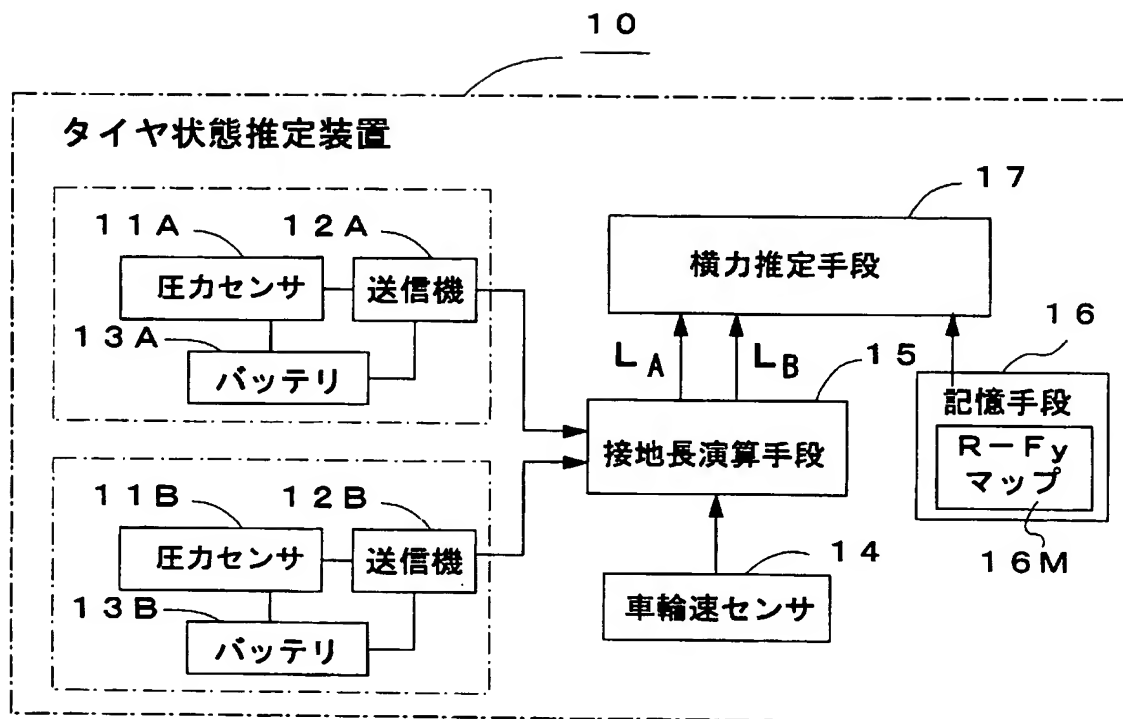 10
タイヤ状態推定装置
11A
12A
圧力センサ
送信機
13A
バッテリ
11B
12B
圧力センサ
送信機
13B
バッテリ
17
横力推定手段
LA
LB
15
接地長演算手段
14
車輪速センサ
16
記憶手段
R-Fy
マップ
16M